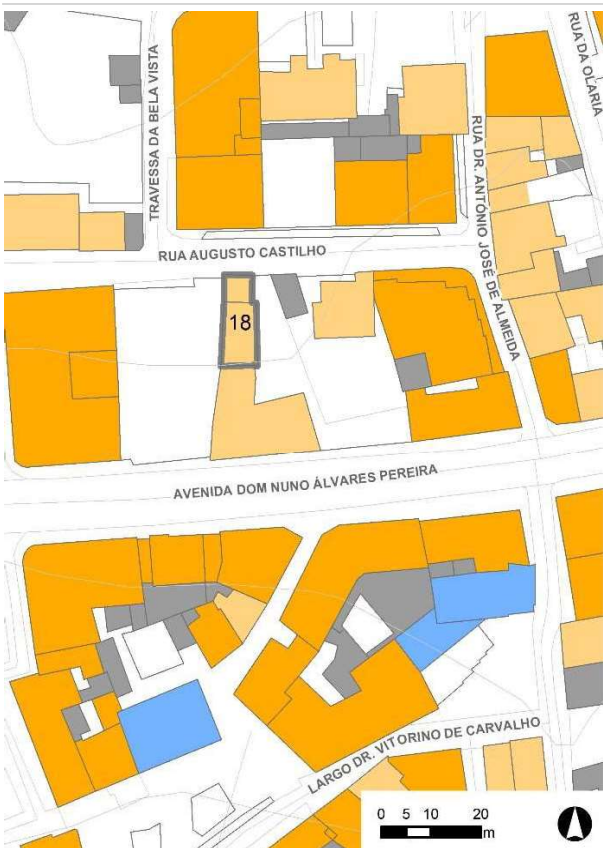 TRAVESSA DA BELA VISTA
RUA DA OLARIA
RUA DR. ANTÓNIO JOSÉ DE ALMEIDA
RUA AUGUSTO CASTILHO
18
AVENIDA DOM NUNO ÁLVARES PEREIRA
LARGO DR. VITORINO DE CARVALHO
0 5 10 20
m